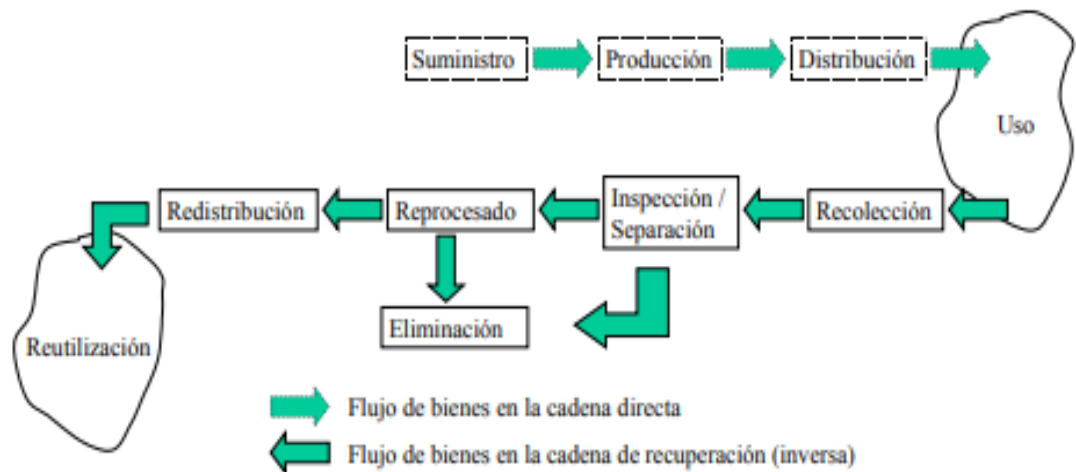 Suministro
Producción
Distribución
Uso
Redistribución
Reprocesado
Inspección /
Separación
Recolección
Eliminación
Reutilización
Flujo de bienes en la cadena directa
Flujo de bienes en la cadena de recuperación (inversa)